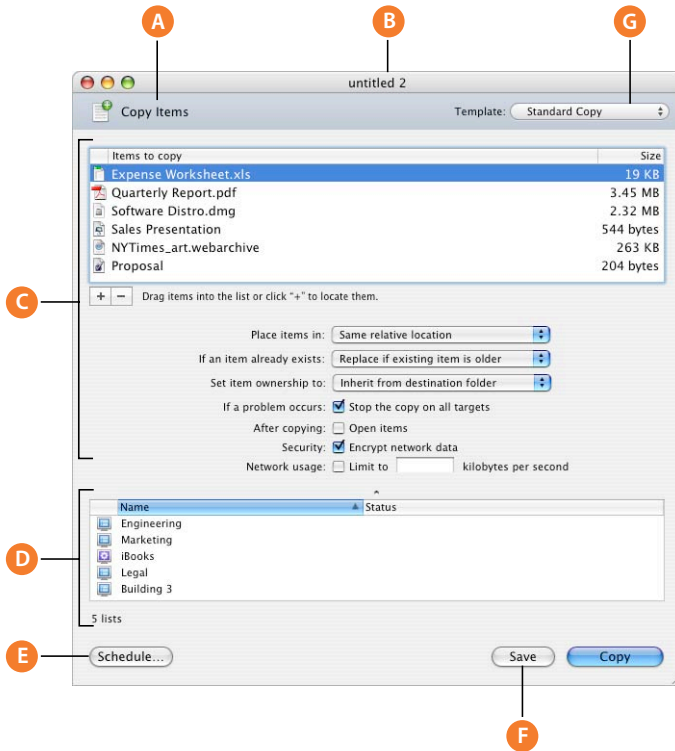 A B G
untitled 2
Copy Items Template: Standard Copy
Items to copy Size
Expense Worksheet.xls 19 KB
Quarterly Report.pdf 3.45 MB
Software Distro.dmg 2.32 MB
Sales Presentation 544 bytes
NYTimes_art.webarchive 263 KB
Proposal 204 bytes
C
+ − Drag items into the list or click “+” to locate them.
Place items in: Same relative location
If an item already exists: Replace if existing item is older
Set item ownership to: Inherit from destination folder
If a problem occurs: Stop the copy on all targets
After copying: Open items
Security: Encrypt network data
Network usage: Limit to kilobytes per second
Name Status
Engineering
Marketing
D iBooks
Legal
Building 3
5 lists
E Schedule... Save Copy
F